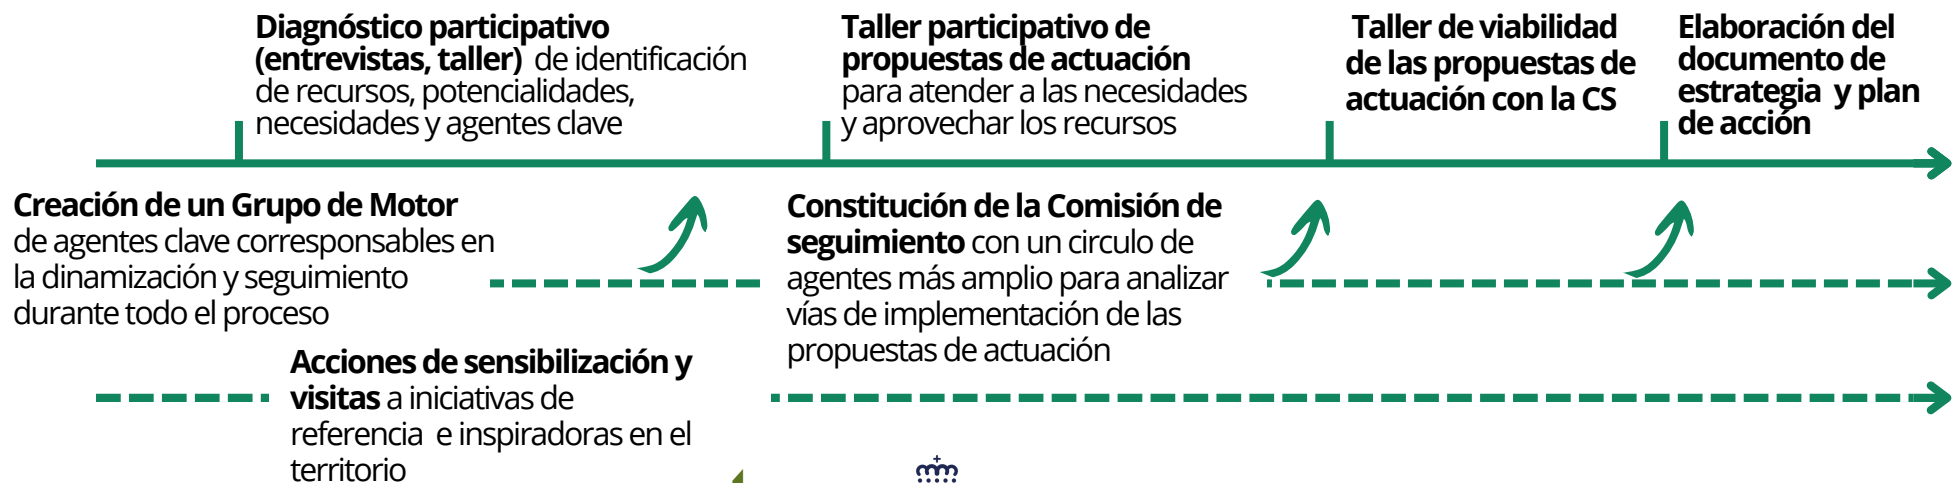 Diagnóstico participativo
(entrevistas, taller) de identificación
de recursos, potencialidades,
necesidades y agentes clave
Taller participativo de
propuestas de actuación
para atender a las necesidades
y aprovechar los recursos
Taller de viabilidad
de las propuestas de
actuación con la CS
Elaboración del
documento de
estrategia y plan
de acción
Creación de un Grupo de Motor
de agentes clave corresponsables en
la dinamización y seguimiento
durante todo el proceso
Constitución de la Comisión de
seguimiento con un circulo de
agentes más amplio para analizar
vías de implementación de las
propuestas de actuación
Acciones de sensibilización y
visitas a iniciativas de
referencia e inspiradoras en el
territorio